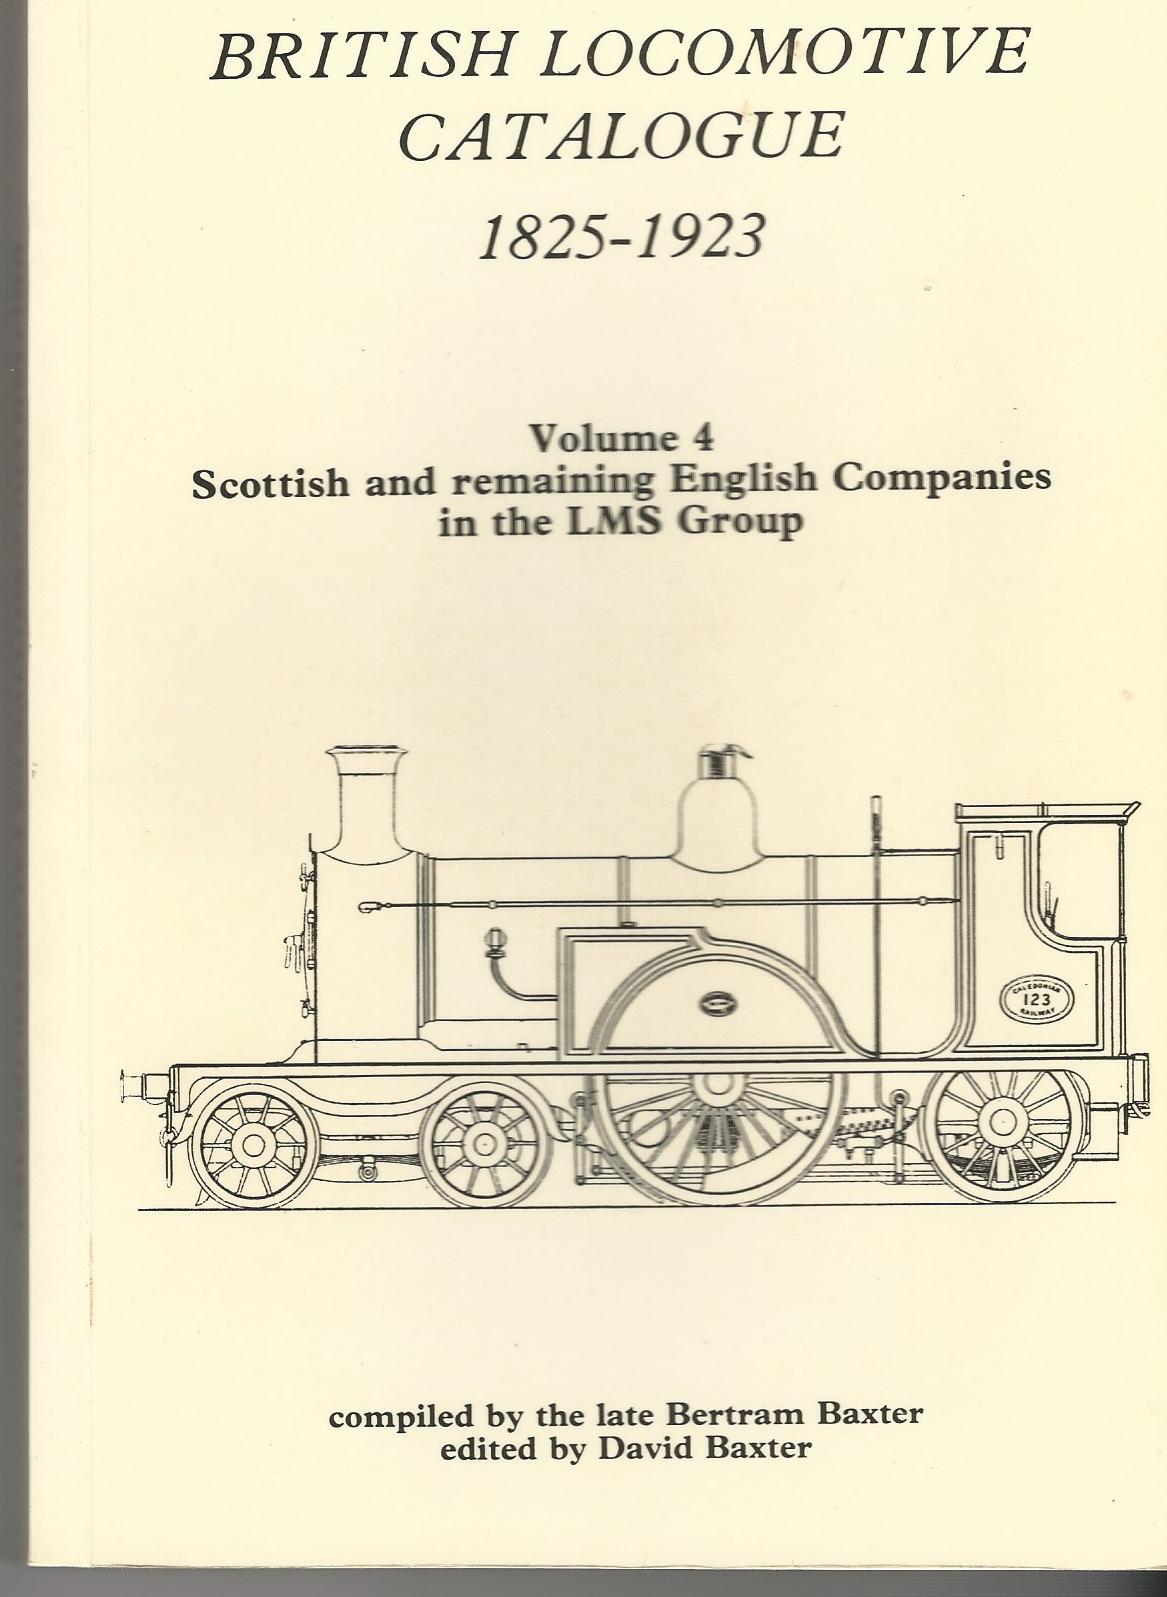 BRITISH LOCOMOTIVE
CATALOGUE
1825-1923
Volume 4
Scottish and remaining English Companies
in the LMS Group
CALEDONIAN
123
RAILWAY
compiled by the late Bertram Baxter
edited by David Baxter